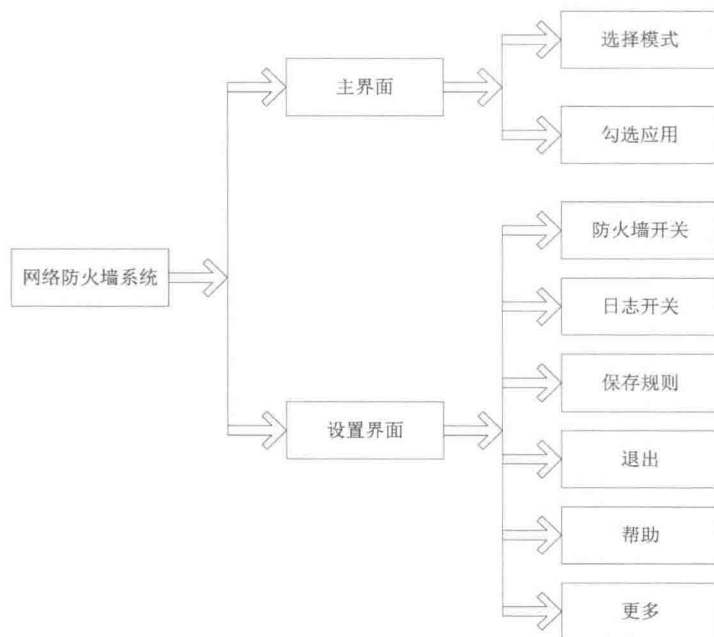 网络防火墙系统
主界面
选择模式
勾选应用
设置界面
防火墙开关
日志开关
保存规则
退出
帮助
更多